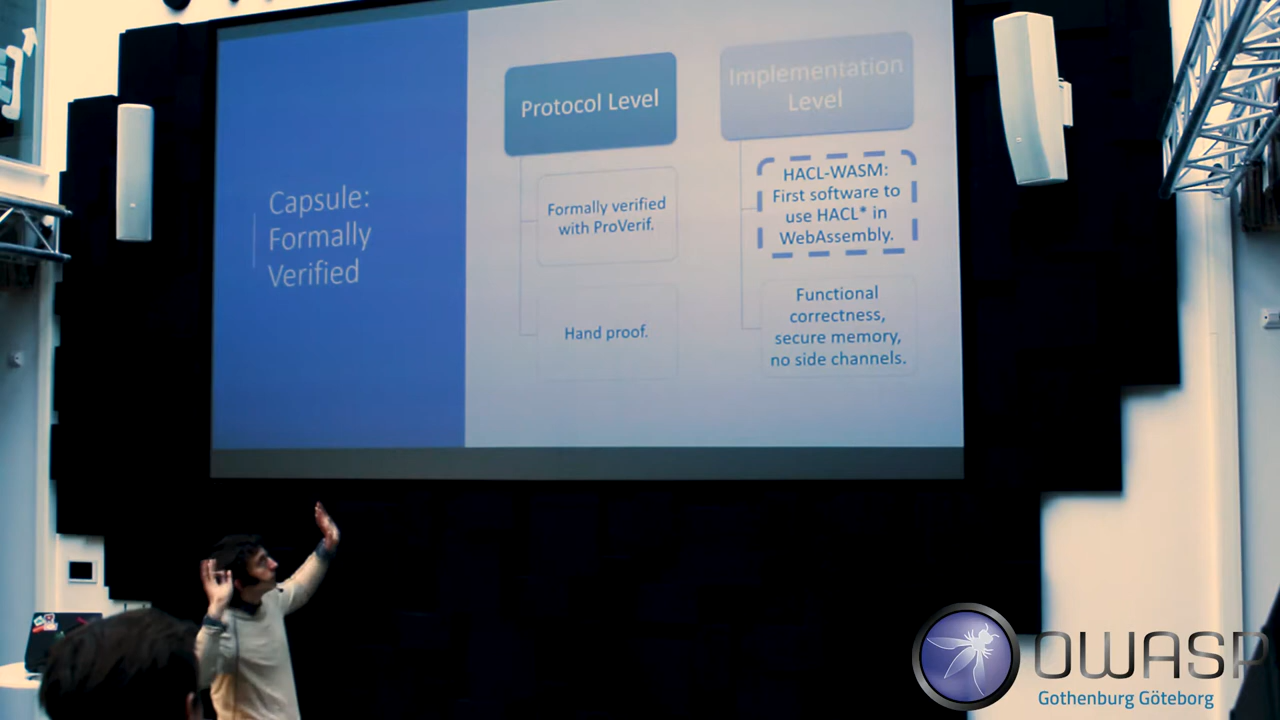 Capsule:
Formally
Verified
Protocol Level
Formally verified
with ProVerif.
Hand proof.
Implementation
Level
HACL-WASM:
First software to
use HACL* in
WebAssembly.
Functional
correctness,
secure memory,
no side channels.
OWASP
Gothenburg Göteborg